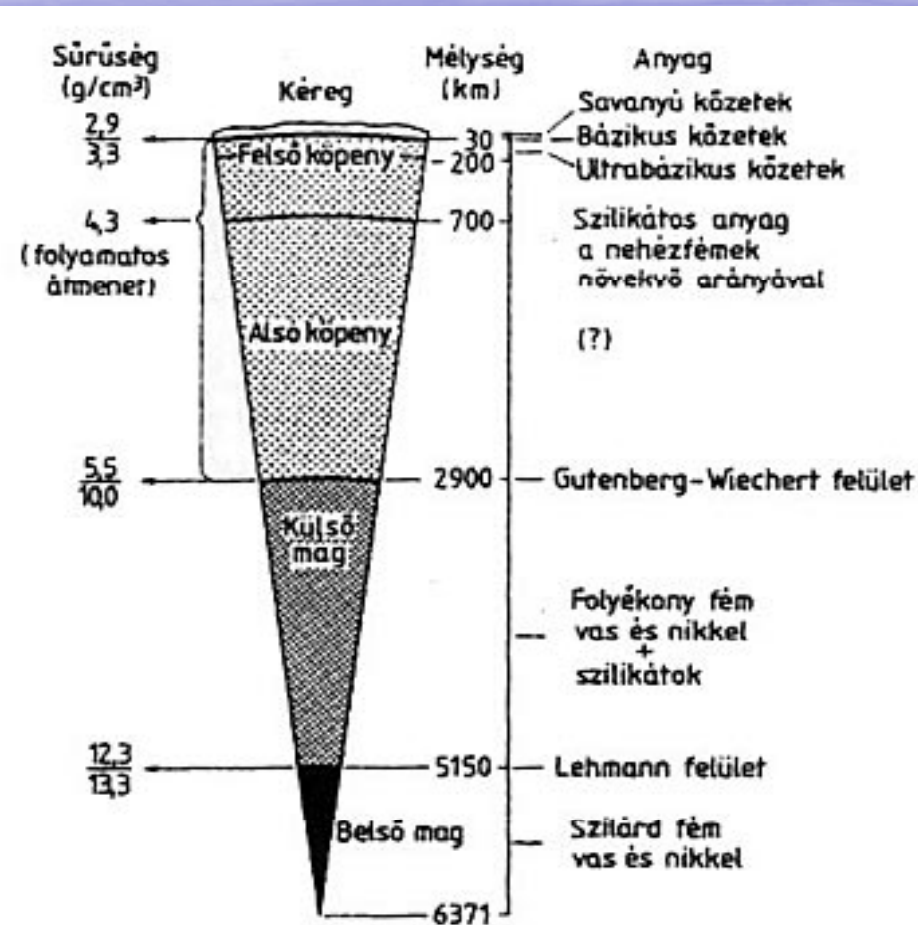 Sűrűség
(g/cm³)
Kéreg
Mélység
(km)
Anyag
2,9
3,3
30
200
Savanyú kőzetek
Bázikus kőzetek
Ultrabázikus kőzetek
Felső köpeny
4,3
(folyamatos
átmenet)
700
Szilikátos anyag
a nehézfémek
növekvő arányával
(?)
Alsó köpeny
5,5
10,0
2900
Gutenberg-Wiechert felület
Külső
mag
Folyékony fém
vas és nikkel
+
szilikátok
12,3
13,3
5150
Lehmann felület
Belső mag
Szilárd fém
vas és nikkel
6371